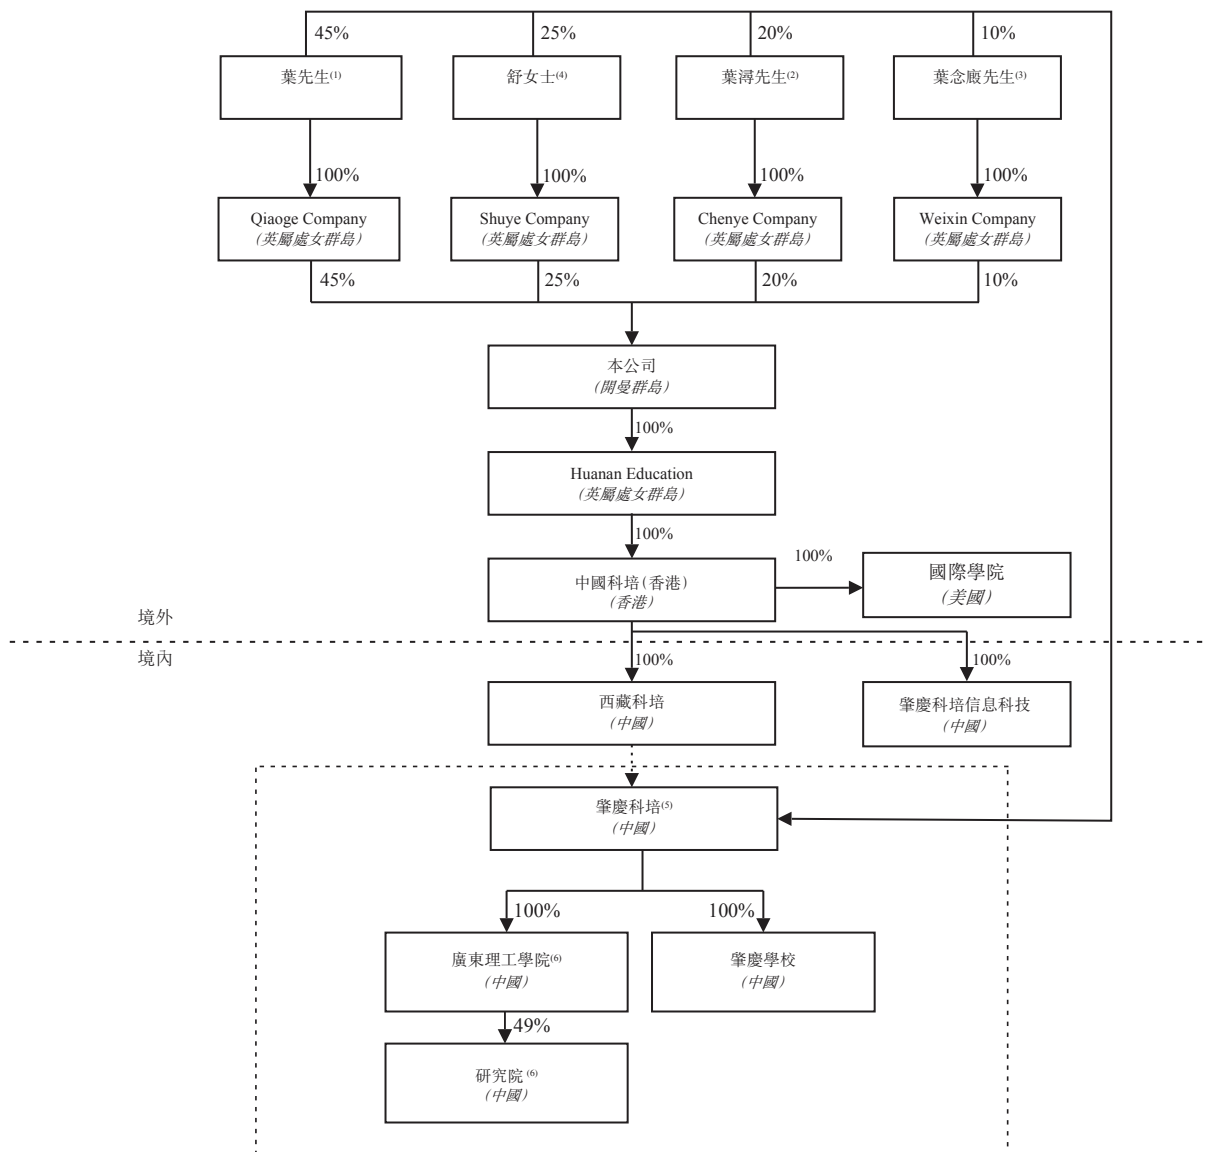 45%
25%
20%
10%
葉先生(1)
舒女士(4)
葉潯先生(2)
葉念廄先生(3)
100%
100%
100%
100%
Qiaoge Company
(英屬處女群島)
Shuye Company
(英屬處女群島)
Chenye Company
(英屬處女群島)
Weixin Company
(英屬處女群島)
45%
25%
20%
10%
本公司
(開曼群島)
100%
Huanan Education
(英屬處女群島)
100%
中國科培(香港)
(香港)
100%
國際學院
(美國)
境外
境內
100%
100%
西藏科培
(中國)
肇慶科培信息科技
(中國)
肇慶科培(5)
(中國)
100%
100%
廣東理工學院(6)
(中國)
肇慶學校
(中國)
49%
研究院(6)
(中國)